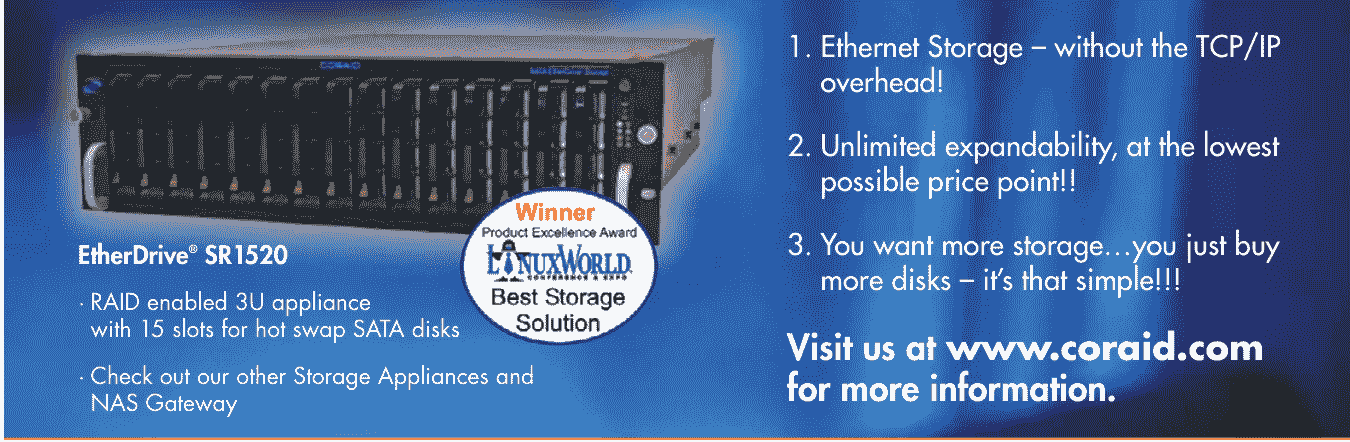 CORAID
EtherDrive® SR1520
· RAID enabled 3U appliance
with 15 slots for hot swap SATA disks
· Check out our other Storage Appliances and
NAS Gateway
Winner
Product Excellence Award
LINUXWORLD
CONFERENCE & EXPO
Best Storage
Solution
1. Ethernet Storage – without the TCP/IP
overhead!
2. Unlimited expandability, at the lowest
possible price point!!
3. You want more storage...you just buy
more disks – it's that simple!!!
Visit us at www.coraid.com
for more information.